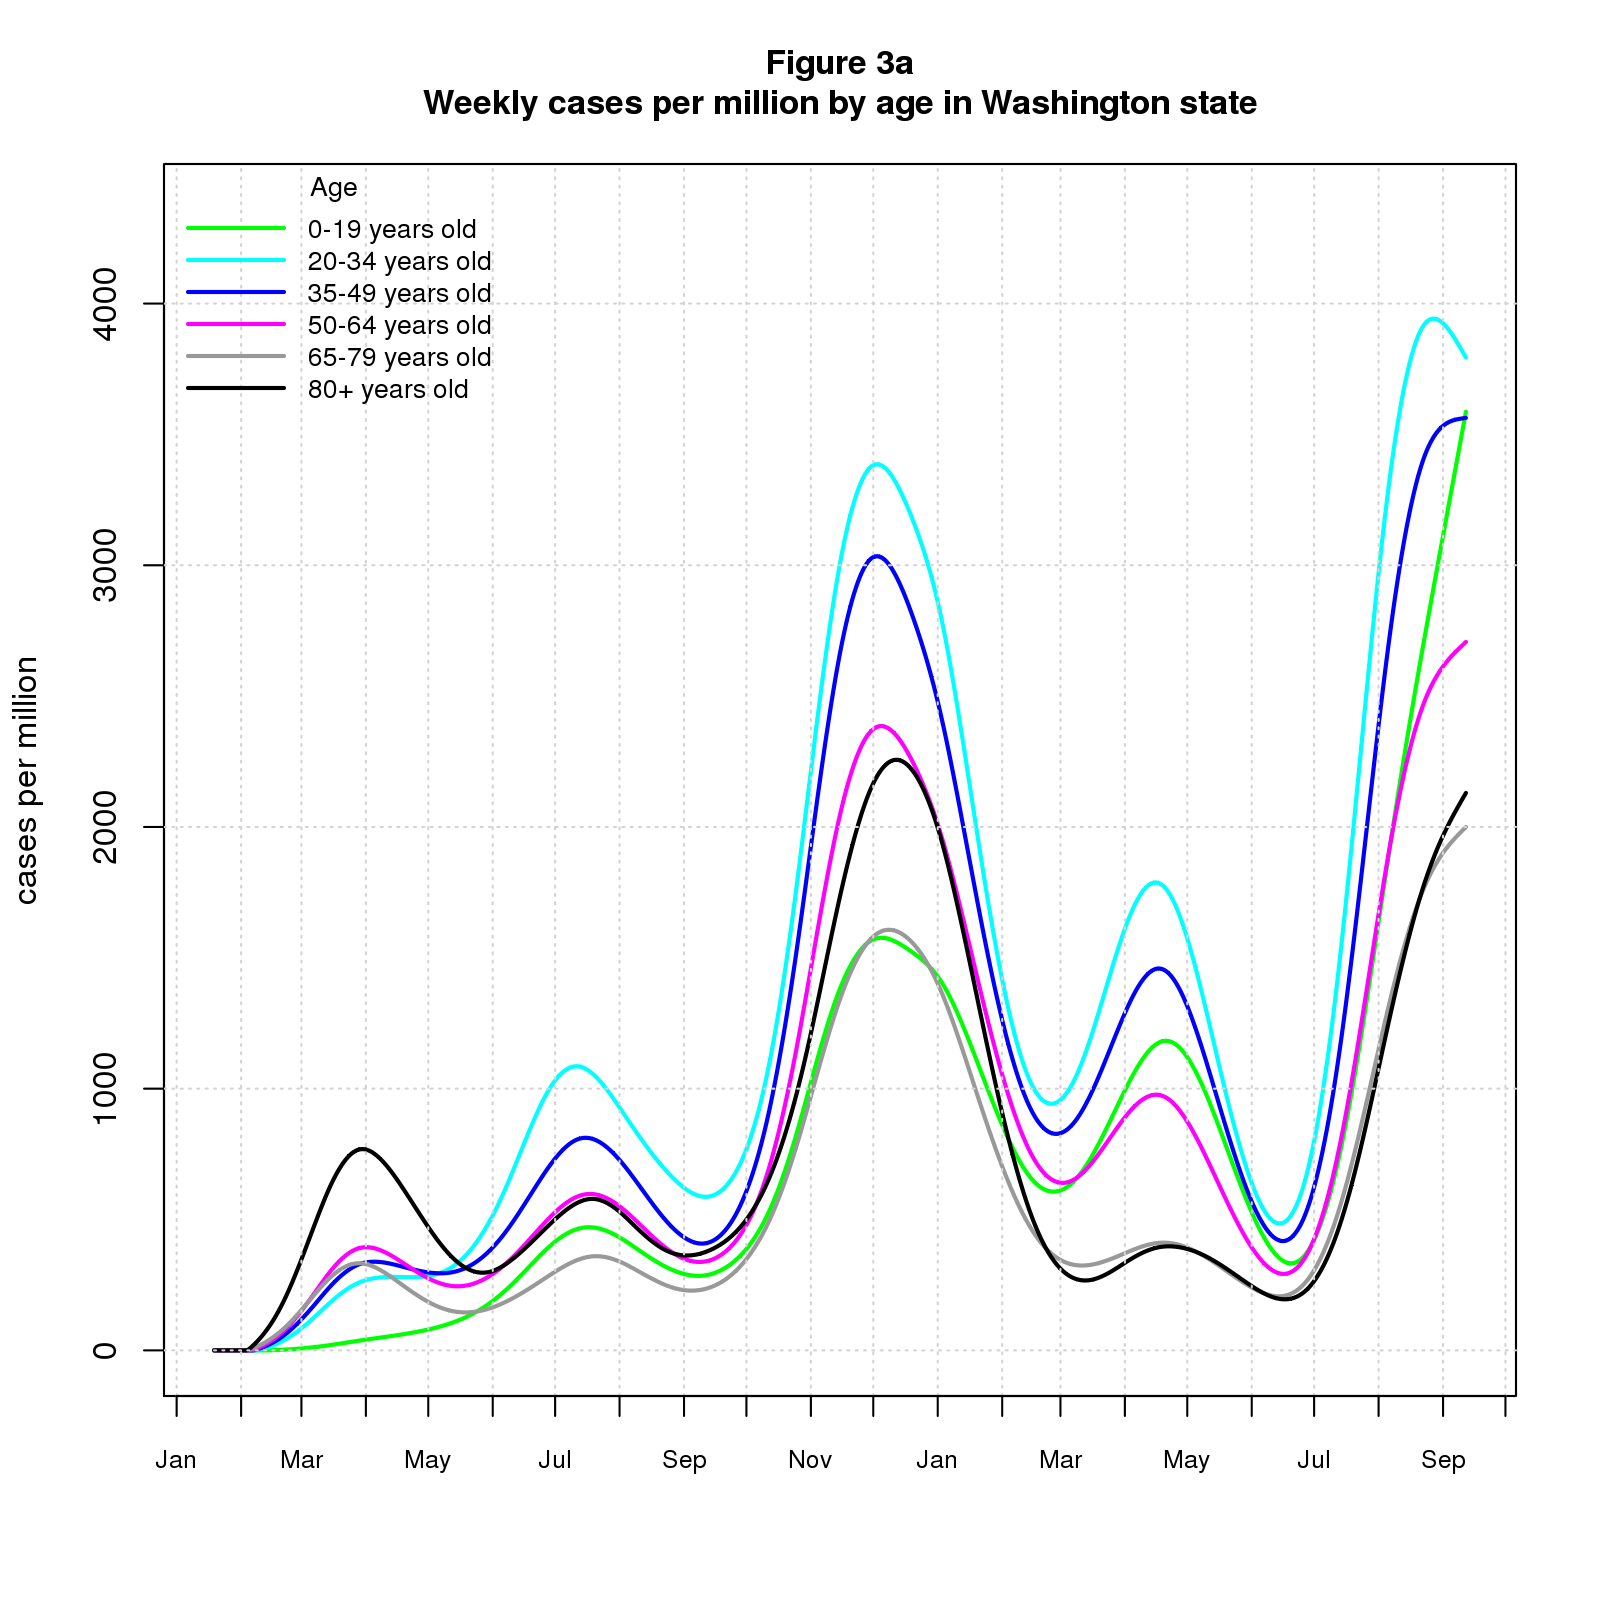 Figure 3a
Weekly cases per million by age in Washington state
Age
0-19 years old
20-34 years old
35-49 years old
50-64 years old
65-79 years old
80+ years old
cases per million
4000
3000
2000
1000
0
Jan Mar May Jul Sep Nov Jan Mar May Jul Sep